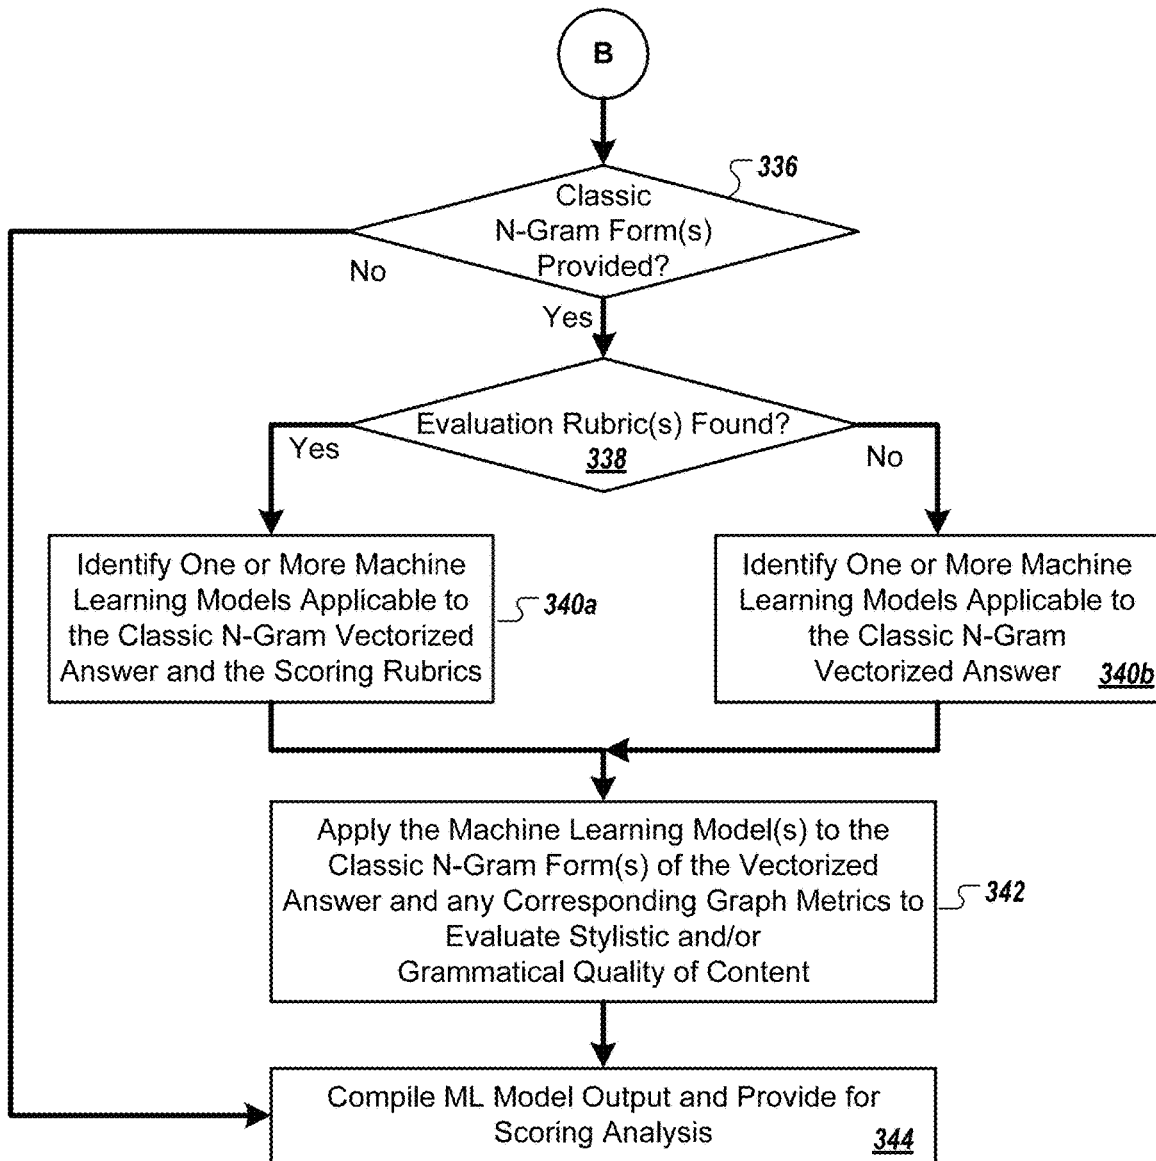 B
336
Classic
N-Gram Form(s)
Provided?
No
Yes
Evaluation Rubric(s) Found?
338
Yes
No
Identify One or More Machine
Learning Models Applicable to
the Classic N-Gram Vectorized
Answer and the Scoring Rubrics
340a
Identify One or More Machine
Learning Models Applicable to
the Classic N-Gram
Vectorized Answer
340b
Apply the Machine Learning Model(s) to the
Classic N-Gram Form(s) of the Vectorized
Answer and any Corresponding Graph Metrics to
Evaluate Stylistic and/or
Grammatical Quality of Content
342
Compile ML Model Output and Provide for
Scoring Analysis
344